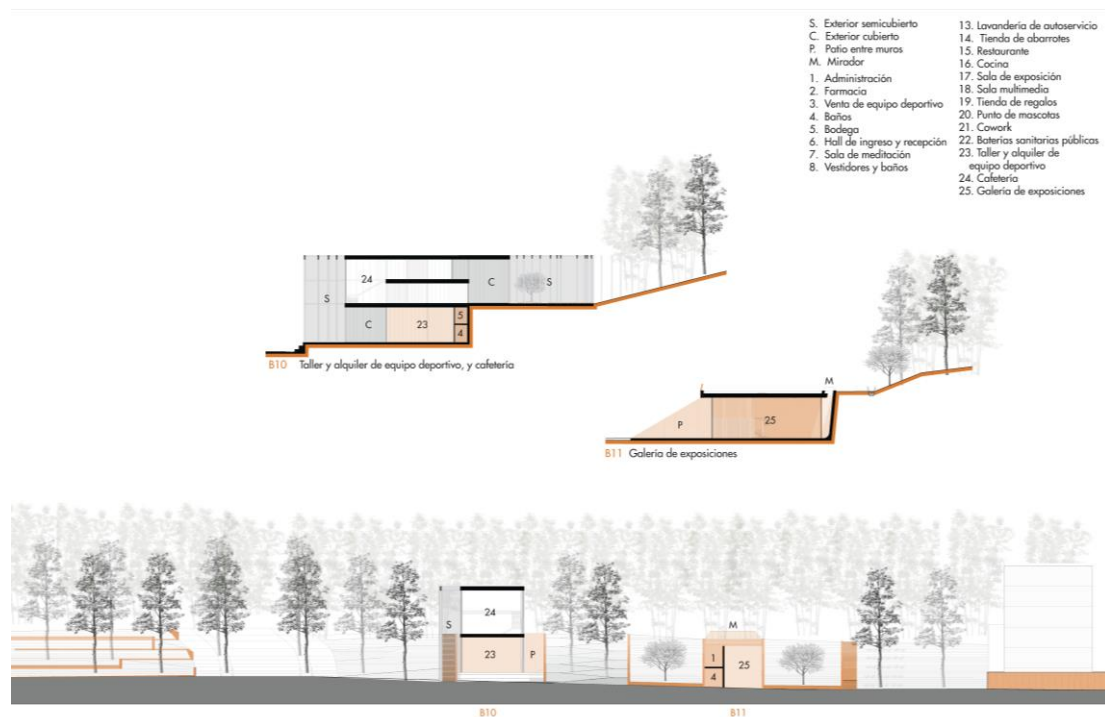 S. Exterior semicubierto
C. Exterior cubierto
P. Patio entre muros
M. Mirador
1. Administración
2. Farmacia
3. Venta de equipo deportivo
4. Baños
5. Bodega
6. Hall de ingreso y recepción
7. Sala de meditación
8. Vestidores y baños
13. Lavandería de autoservicio
14. Tienda de abarrotes
15. Restaurante
16. Cocina
17. Sala de exposición
18. Sala multimedia
19. Tienda de regalos
20. Punto de mascotas
21. Cowork
22. Baterías sanitarias públicas
23. Taller y alquiler de
equipo deportivo
24. Cafetería
25. Galería de exposiciones
24
C
S
S
C
23
5
4
B10 Taller y alquiler de equipo deportivo, y cafetería
M
P
25
B11 Galería de exposiciones
S
24
23
P
M
1
4
25
B10
B11